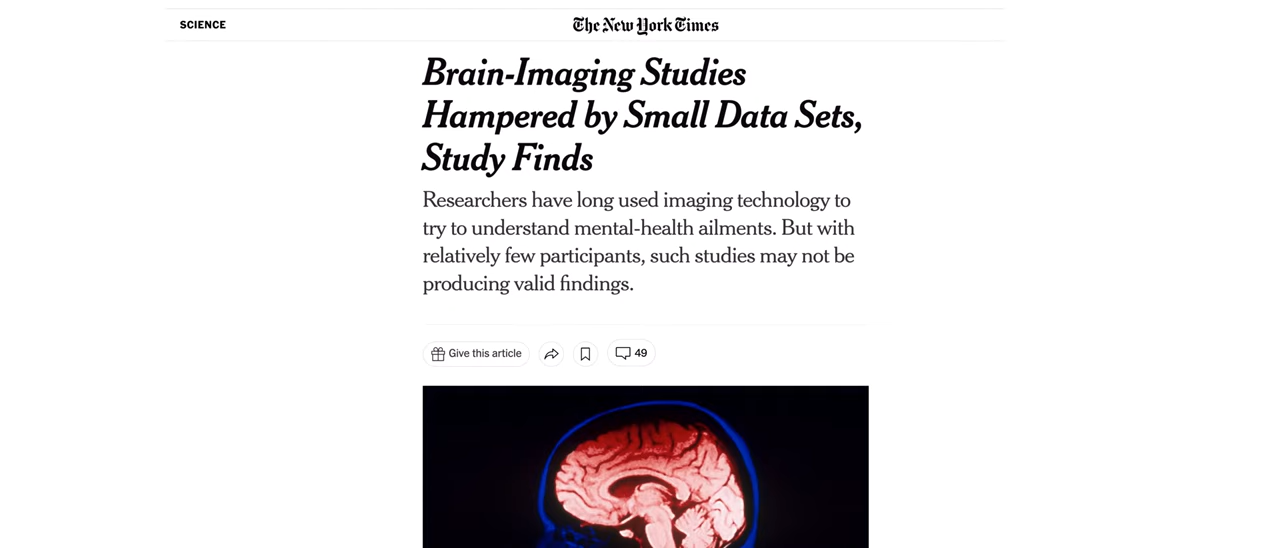 SCIENCE
The New York Times
Brain-Imaging Studies
Hampered by Small Data Sets,
Study Finds
Researchers have long used imaging technology to
try to understand mental-health ailments. But with
relatively few participants, such studies may not be
producing valid findings.
Give this article
49